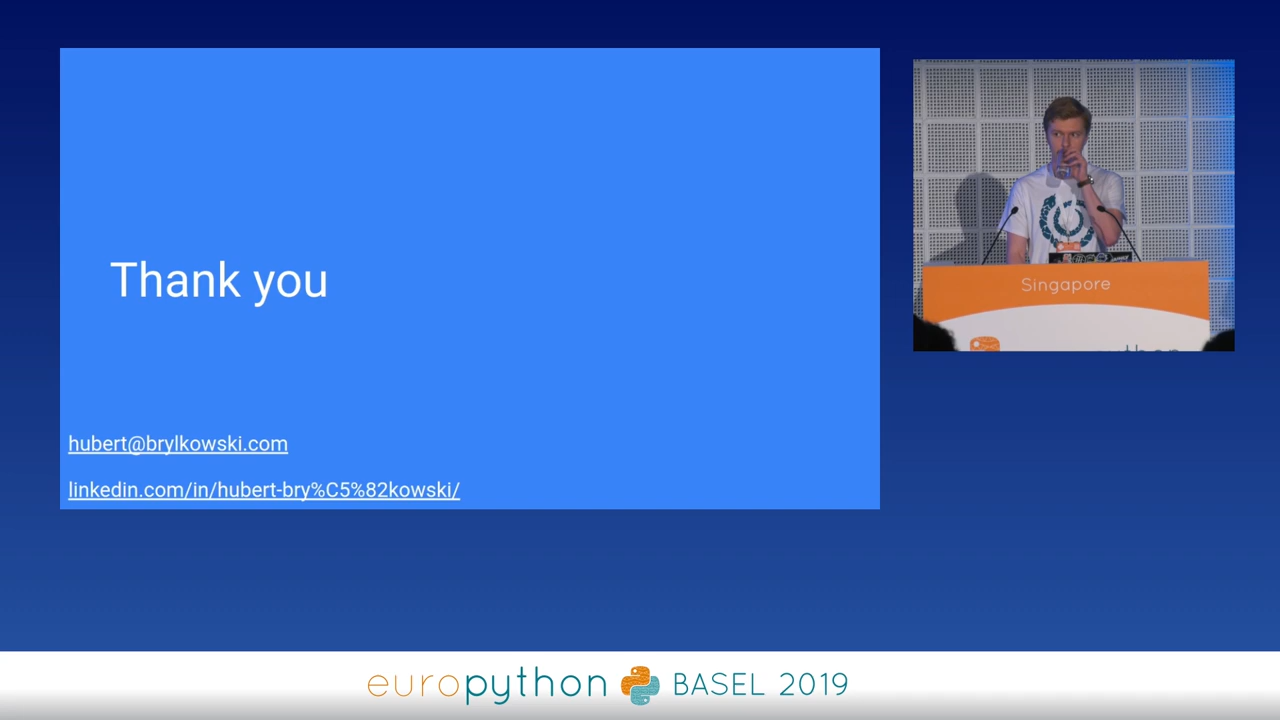 Thank you
hubert@brylkowski.com
linkedin.com/in/hubert-bry%C5%82kowski/
Singapore
europython BASEL 2019